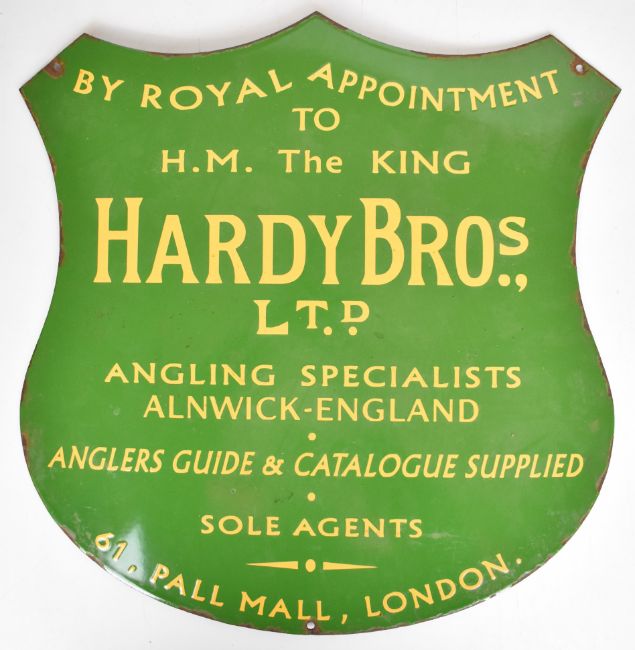 BY ROYAL APPOINTMENT
TO
H.M. The KING
HARDY BROS.,
LTD.
ANGLING SPECIALISTS
ALNWICK-ENGLAND
ANGLERS GUIDE & CATALOGUE SUPPLIED
SOLE AGENTS
61, PALL MALL, LONDON.